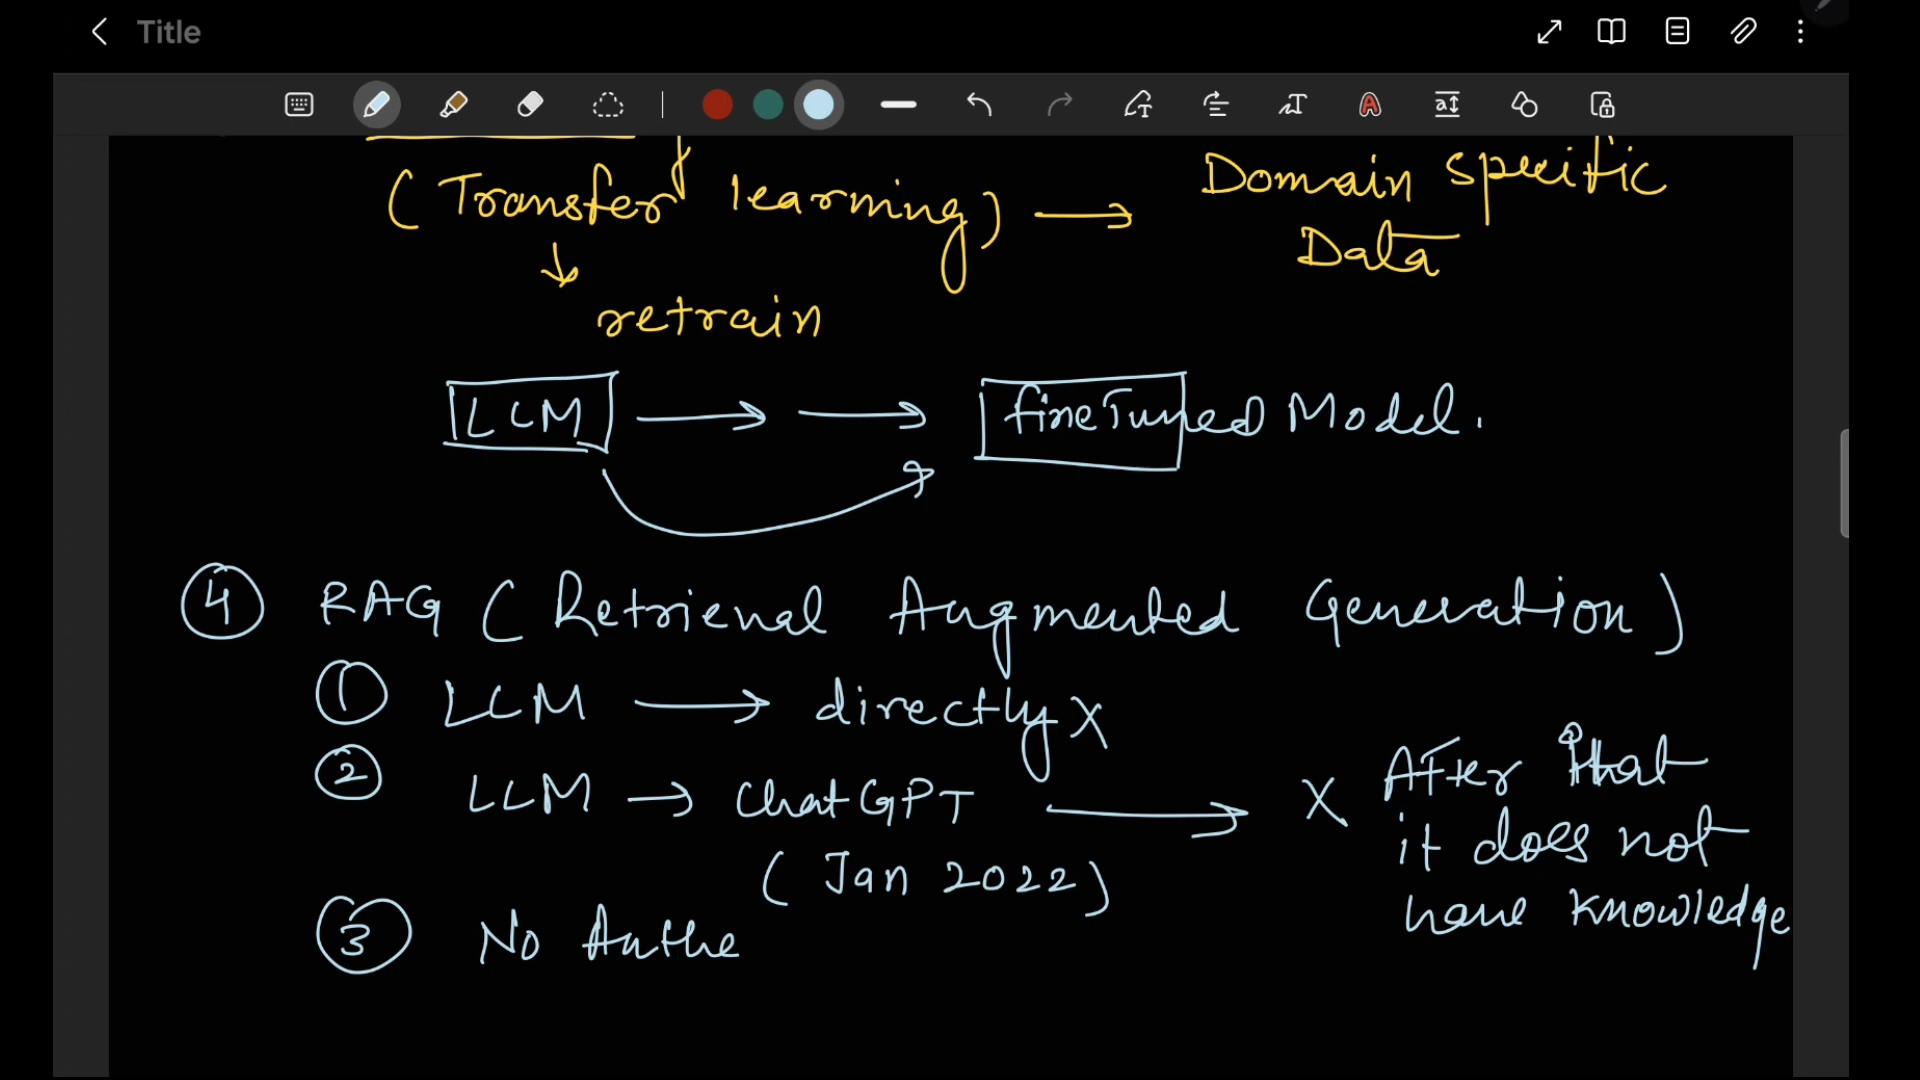 Title
(Transfer learning) → Domain specific
Data
↓
retrain
LLM → → fineTuned Model.
④ RAG ( Retrieval Augmented Generation )
① LLM → directly X
② LLM → ChatGPT → X After that
it does not
( Jan 2022 )
have knowledge
③ No Authe